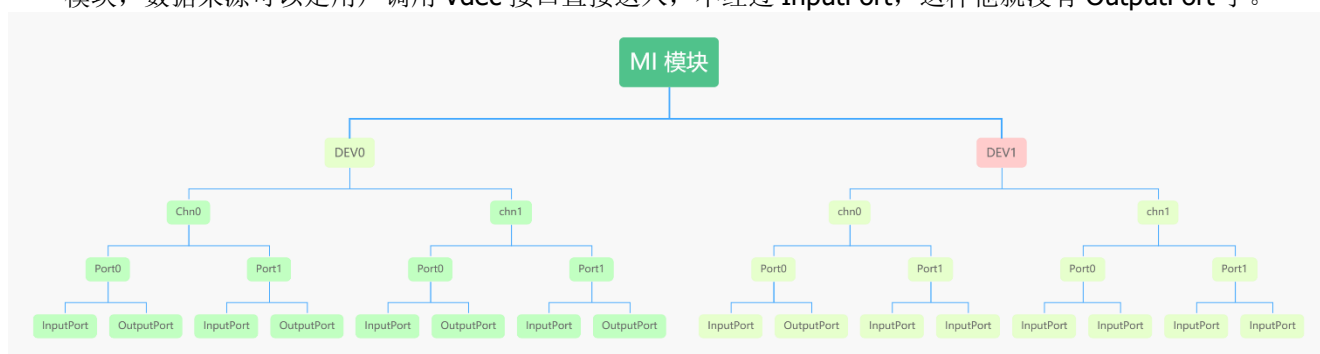 模块，数据来源可以是用户调用 Vdec 接口直接送入，不经过 InputPort，这样他就没有 OutputPort 了。
MI 模块
DEV0 DEV1
Chn0 chn1 chn0 chn1
Port0 Port1 Port0 Port1 Port0 Port1 Port0 Port1
InputPort OutputPort InputPort OutputPort InputPort OutputPort InputPort OutputPort InputPort OutputPort InputPort InputPort InputPort InputPort InputPort InputPort